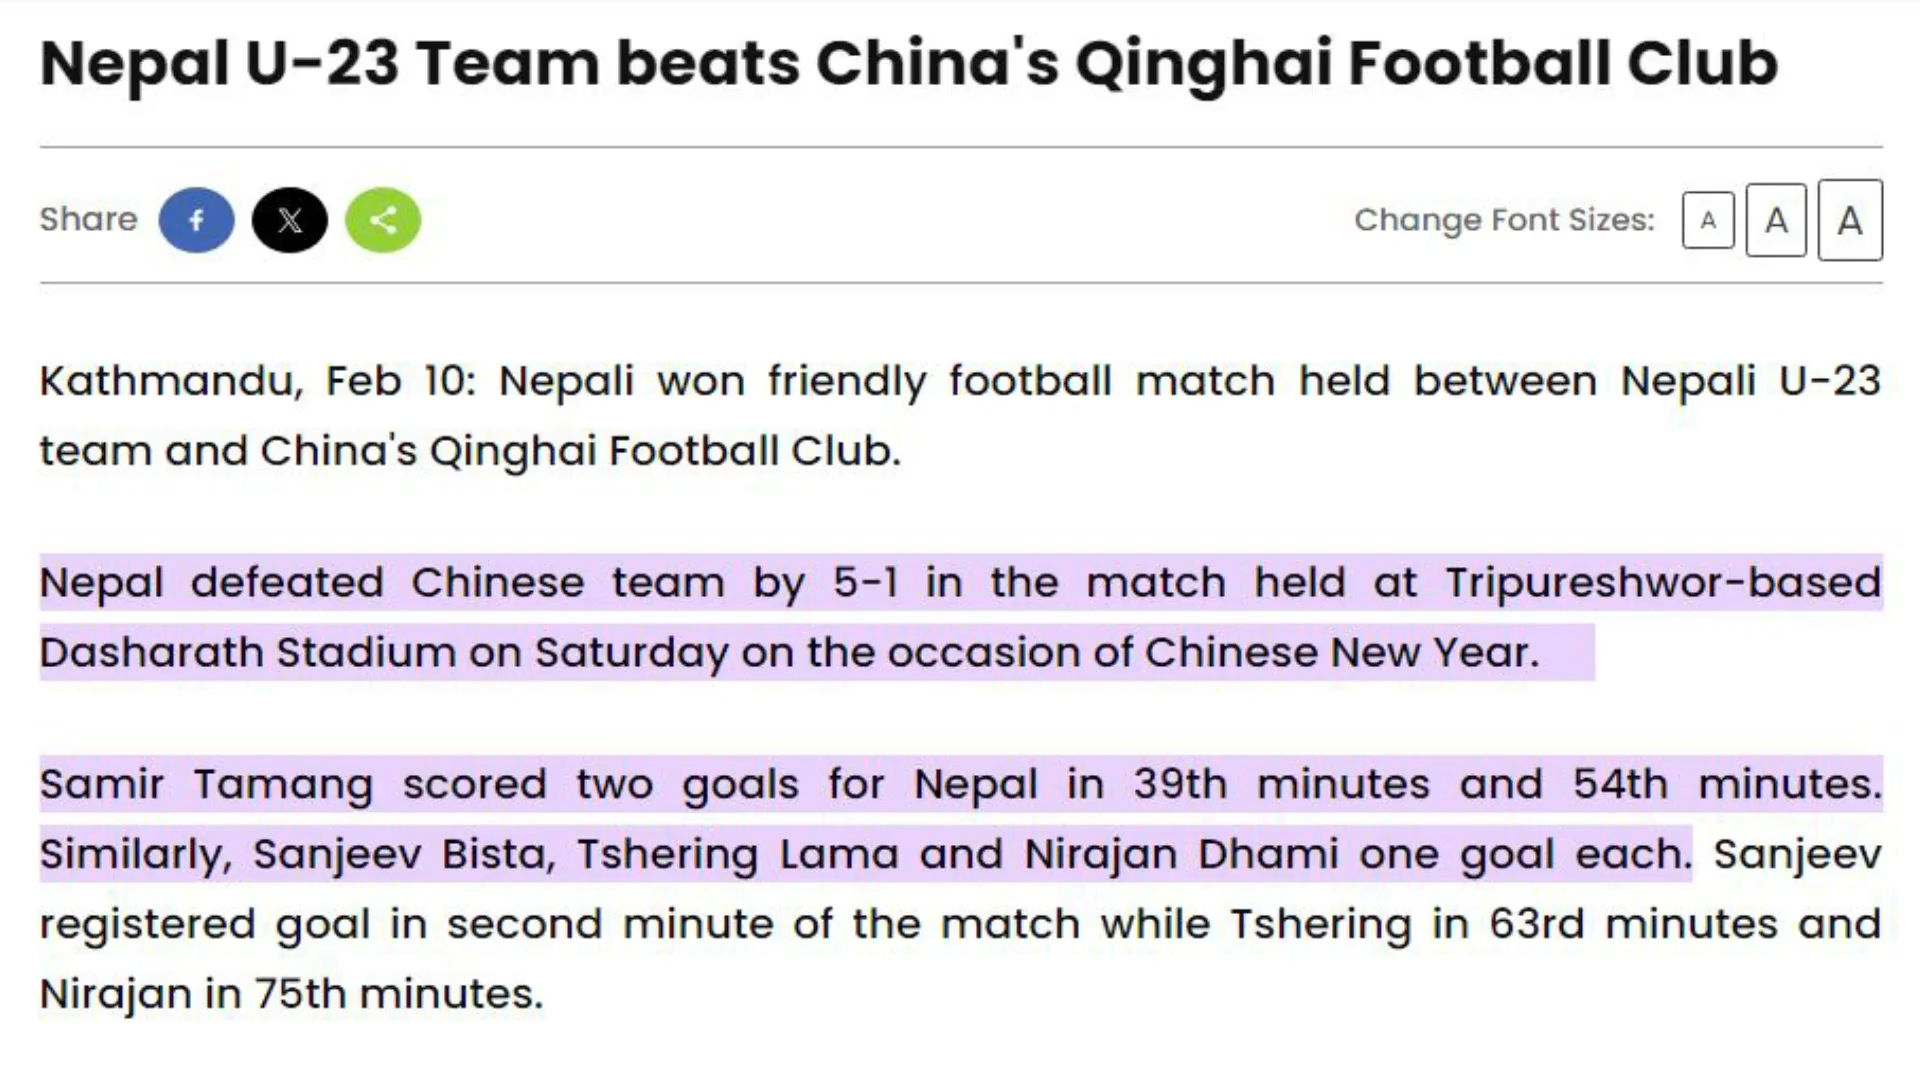 Nepal U-23 Team beats China's Qinghai Football Club
Share f X Change Font Sizes: A A A
Kathmandu, Feb 10: Nepali won friendly football match held between Nepali U-23
team and China's Qinghai Football Club.
Nepal defeated Chinese team by 5-1 in the match held at Tripureshwor-based
Dasharath Stadium on Saturday on the occasion of Chinese New Year.
Samir Tamang scored two goals for Nepal in 39th minutes and 54th minutes.
Similarly, Sanjeev Bista, Tshering Lama and Nirajan Dhami one goal each. Sanjeev
registered goal in second minute of the match while Tshering in 63rd minutes and
Nirajan in 75th minutes.